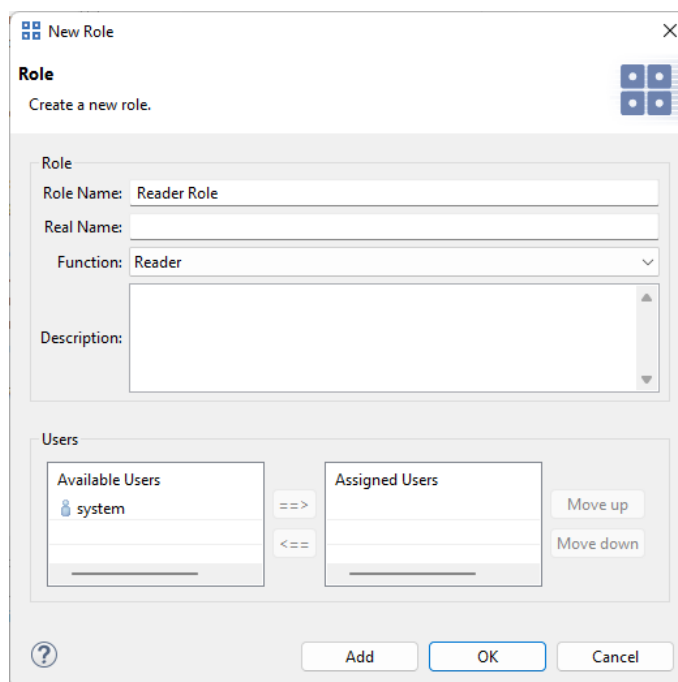 New Role
Role
Create a new role.
Role
Role Name: Reader Role
Real Name:
Function: Reader
Description:
Users
Available Users
Assigned Users
system
==>
Move up
<==
Move down
?
Add
OK
Cancel